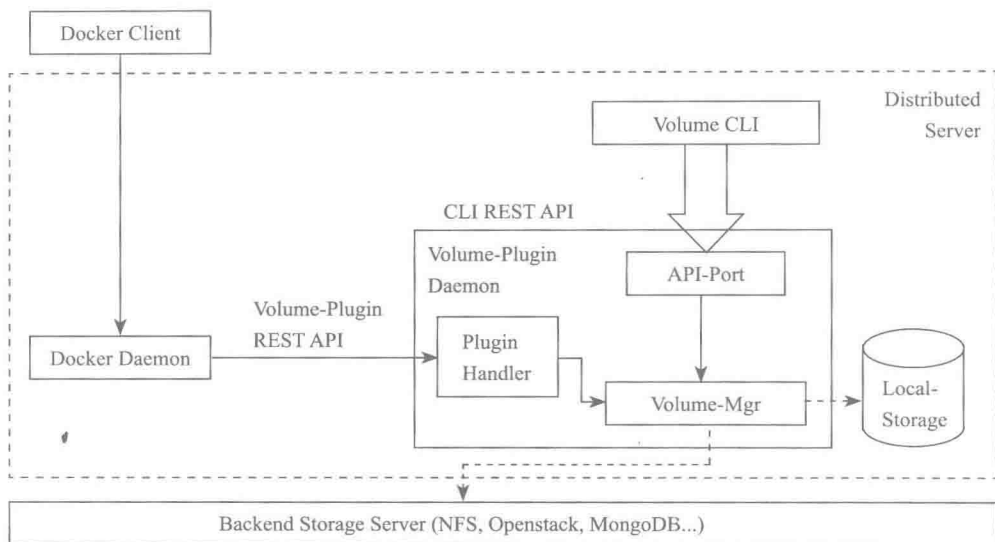 Docker Client
Distributed
Server
Volume CLI
CLI REST API
Volume-Plugin
Daemon
API-Port
Volume-Plugin
REST API
Docker Daemon
Plugin
Handler
Volume-Mgr
Local-
Storage
Backend Storage Server (NFS, Openstack, MongoDB...)